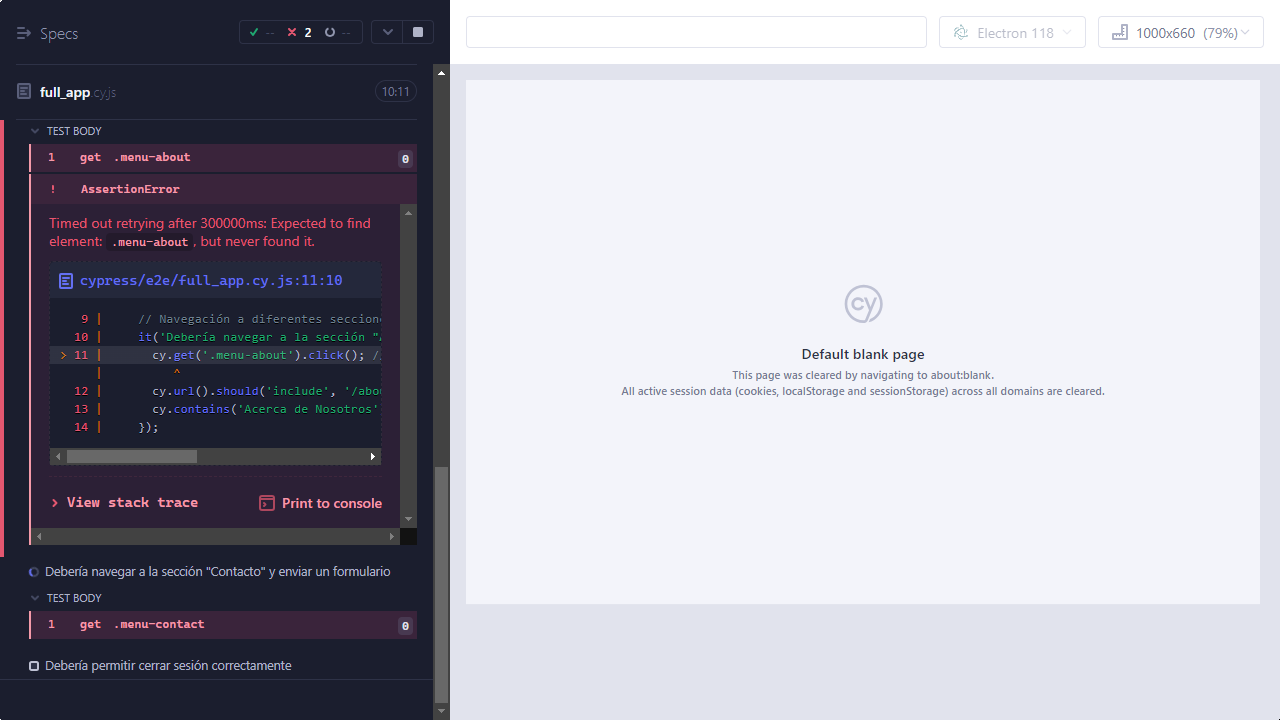 Specs
-- 2 --
Electron 118
1000x660 (79%)
full_app.cy.js
10:11
TEST BODY
1 get .menu-about 0
! AssertionError
Timed out retrying after 300000ms: Expected to find
element: .menu-about, but never found it.
cypress/e2e/full_app.cy.js:11:10
9 | // Navegación a diferentes seccione
10 | it('Debería navegar a la sección "A
> 11 | cy.get('.menu-about').click(); //
| ^
12 | cy.url().should('include', '/abou
13 | cy.contains('Acerca de Nosotros'
14 | });
View stack trace
Print to console
Debería navegar a la sección "Contacto" y enviar un formulario
TEST BODY
1 get .menu-contact 0
Debería permitir cerrar sesión correctamente
cy
Default blank page
This page was cleared by navigating to about:blank.
All active session data (cookies, localStorage and sessionStorage) across all domains are cleared.